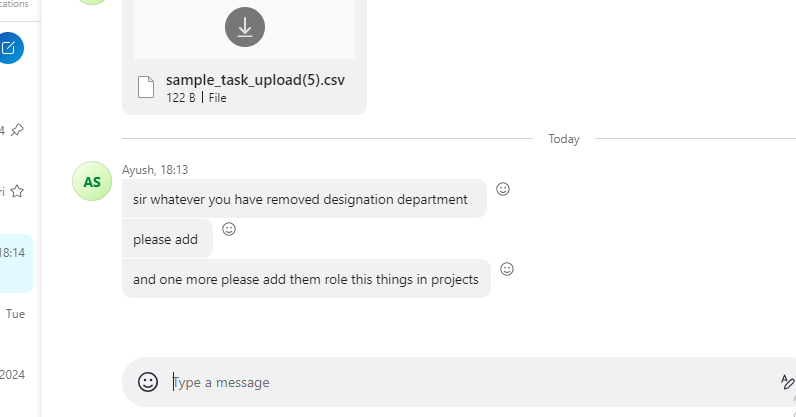 cations
sample_task_upload(5).csv
122 B | File
4
Today
Ayush, 18:13
AS
ri
sir whatever you have removed designation department
please add
18:14
and one more please add them role this things in projects
Tue
2024
Type a message